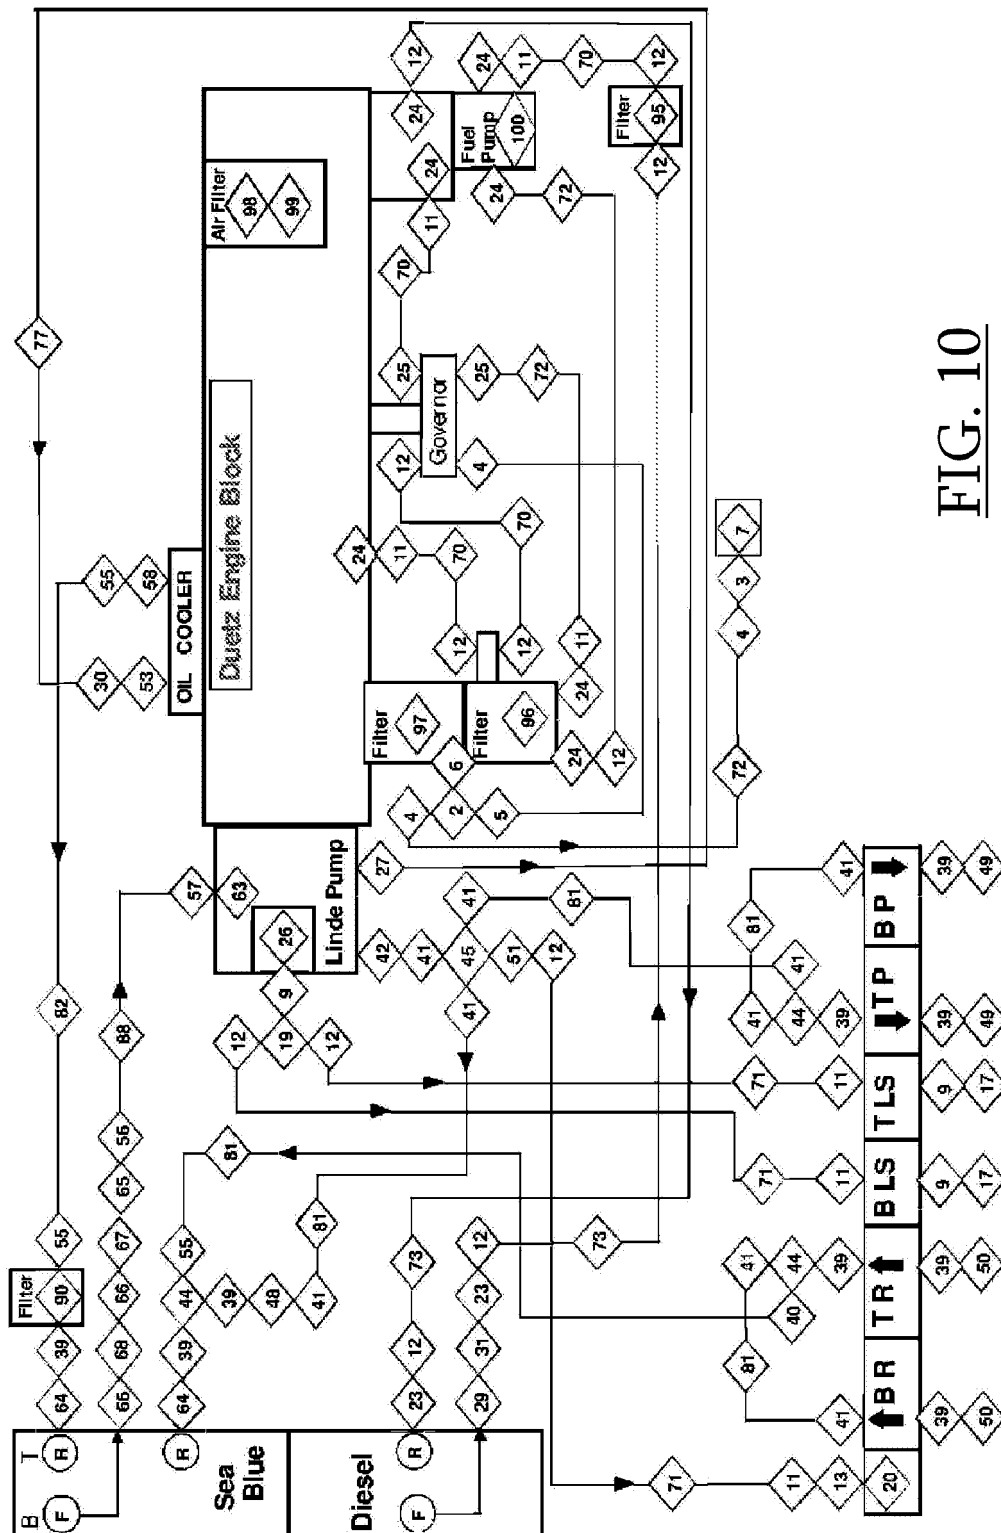 B T
Filter
77
F R 64 39 90 55 82
30 55
66 68 66 67 65 56 88
53 58
OIL COOLER
R 64 39 44 55
57
Sea
Blue
39 81 12 63
48 19 9 26
41 81 12
Duetz Engine Block
Air Filter
98
99
Linde Pump
Diesel
F R 23 12 73
29 31 23 12
42 27
41
41 45 41
51
12
81
73
4
2 6
5
Filter
97
Filter
96
24
11
70
12
12
70
12
25
Governor
4 25
72
70
11 24
24 12
Fuel
Pump
100
24
11
70
12
24 72
24
12
24 11
Filter
12 95
72 4 3 7
71
11
13
20
41 81 41
44
40 39
71
11
71
11
41 81 41
44 41
39
BR TR BLS TLS TP BP
39 39 9 9 39 39
50 50 17 17 49 49
FIG. 10